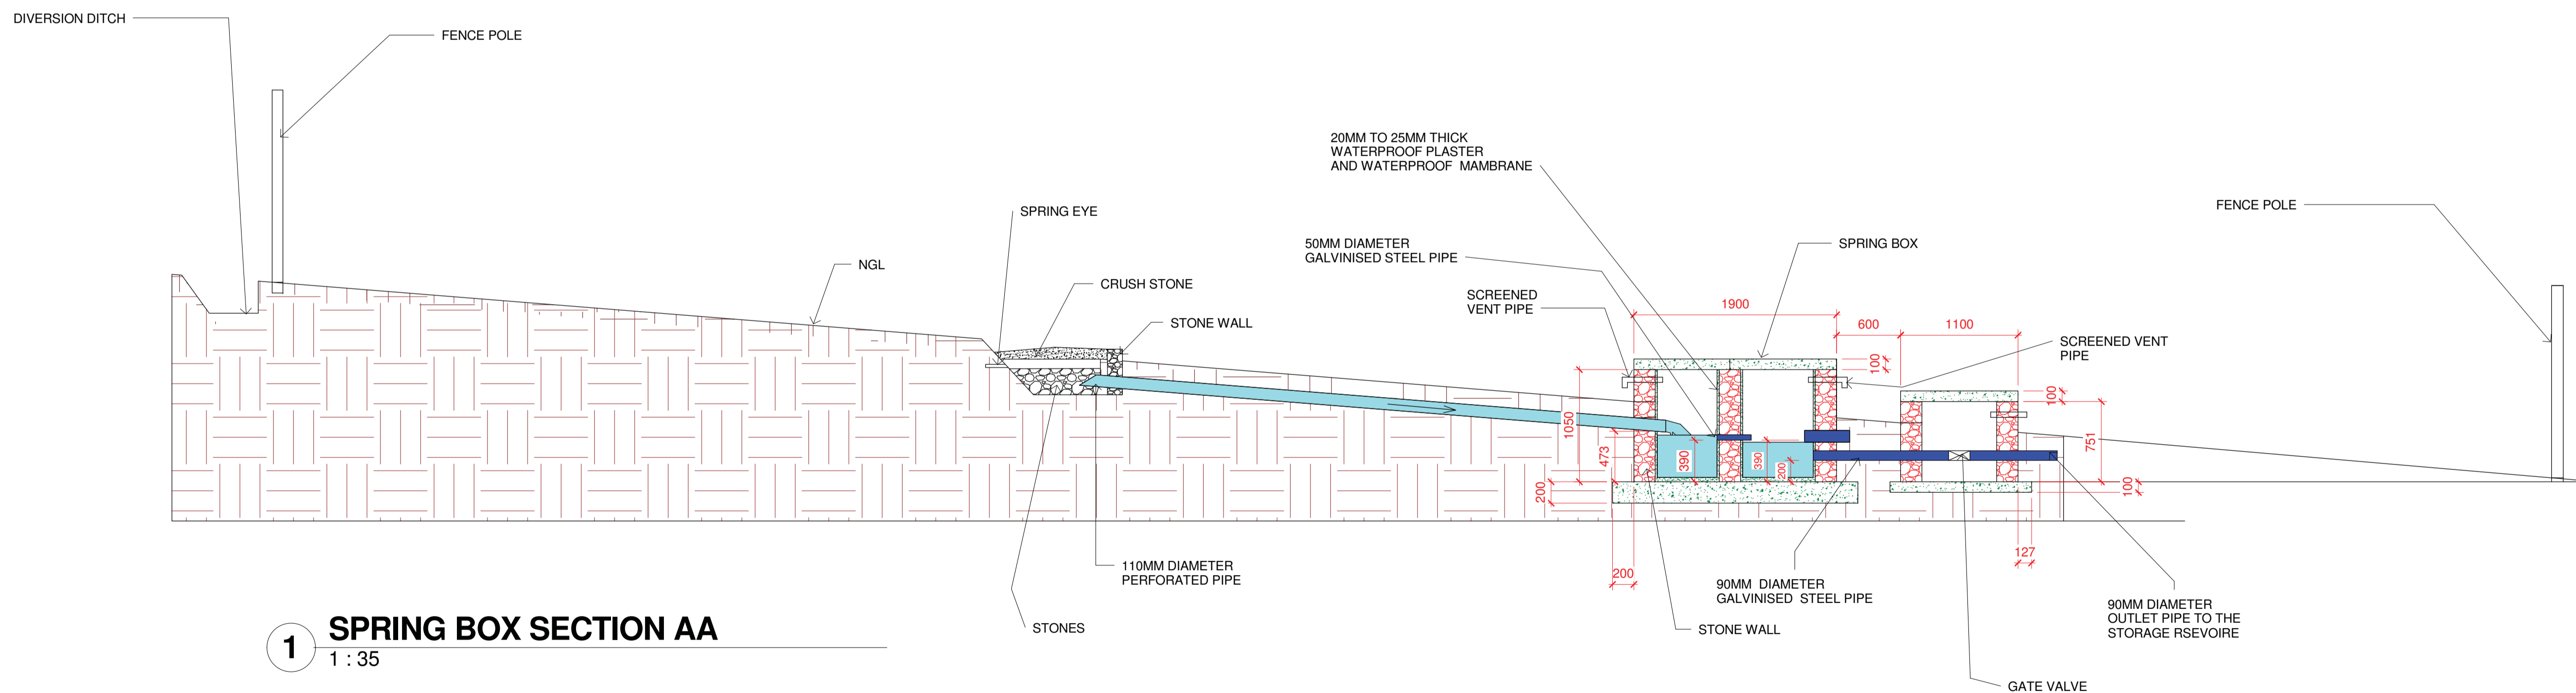 DIVERSION DITCH
FENCE POLE
20MM TO 25MM THICK
WATERPROOF PLASTER
AND WATERPROOF MAMBRANE
SPRING EYE
FENCE POLE
50MM DIAMETER
GALVINISED STEEL PIPE
SPRING BOX
NGL
CRUSH STONE
SCREENED
VENT PIPE
STONE WALL
1900
600
1100
SCREENED VENT
PIPE
100
100
1050
473
390
390
200
751
200
100
127
200
110MM DIAMETER
PERFORATED PIPE
90MM DIAMETER
GALVINISED STEEL PIPE
90MM DIAMETER
OUTLET PIPE TO THE
STORAGE RSEVOIRE
STONES
STONE WALL
GATE VALVE
1
SPRING BOX SECTION AA
1 : 35